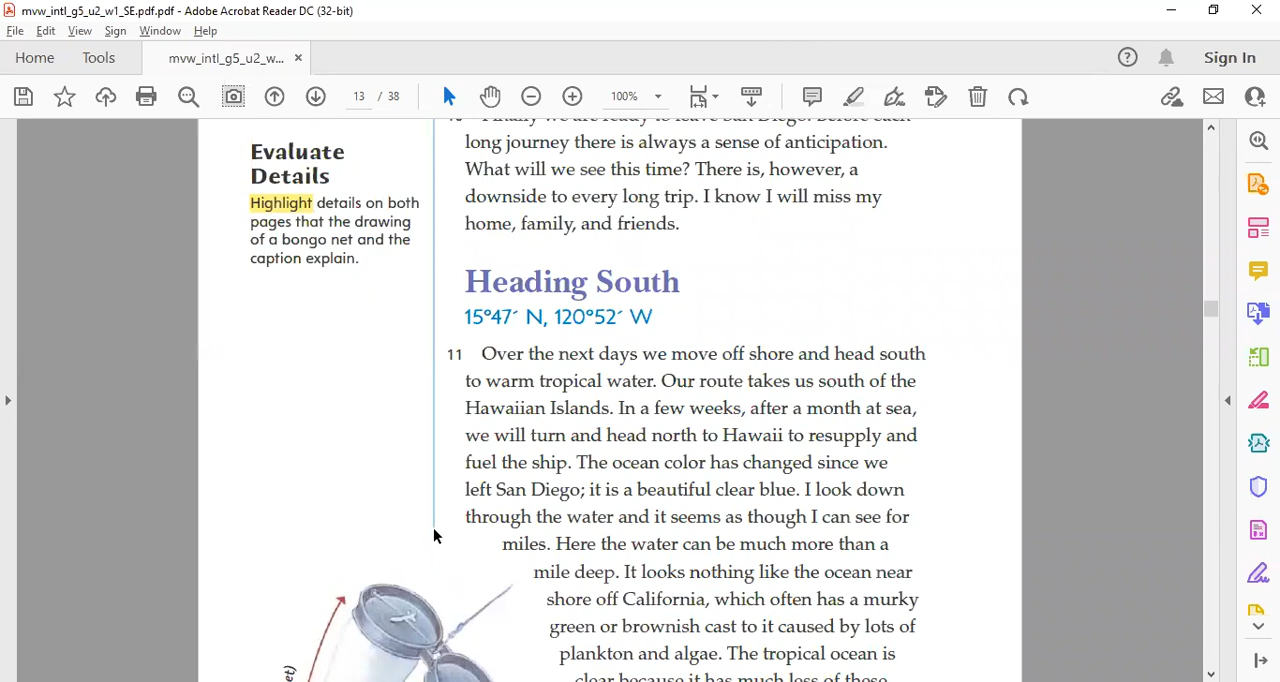 mvw_intl_g5_u2_w1_SE.pdf.pdf - Adobe Acrobat Reader DC (32-bit)
File Edit View Sign Window Help
Home Tools mvw_intl_g5_u2_w... × Sign In
13 / 38 100%
Evaluate
Details
Highlight details on both
pages that the drawing
of a bongo net and the
caption explain.
10 Finally we are ready to leave San Diego. Before each
long journey there is always a sense of anticipation.
What will we see this time? There is, however, a
downside to every long trip. I know I will miss my
home, family, and friends.
Heading South
15°47´ N, 120°52´ W
11 Over the next days we move off shore and head south
to warm tropical water. Our route takes us south of the
Hawaiian Islands. In a few weeks, after a month at sea,
we will turn and head north to Hawaii to resupply and
fuel the ship. The ocean color has changed since we
left San Diego; it is a beautiful clear blue. I look down
through the water and it seems as though I can see for
miles. Here the water can be much more than a
mile deep. It looks nothing like the ocean near
shore off California, which often has a murky
green or brownish cast to it caused by lots of
plankton and algae. The tropical ocean is
clear because it has much less of these
et)